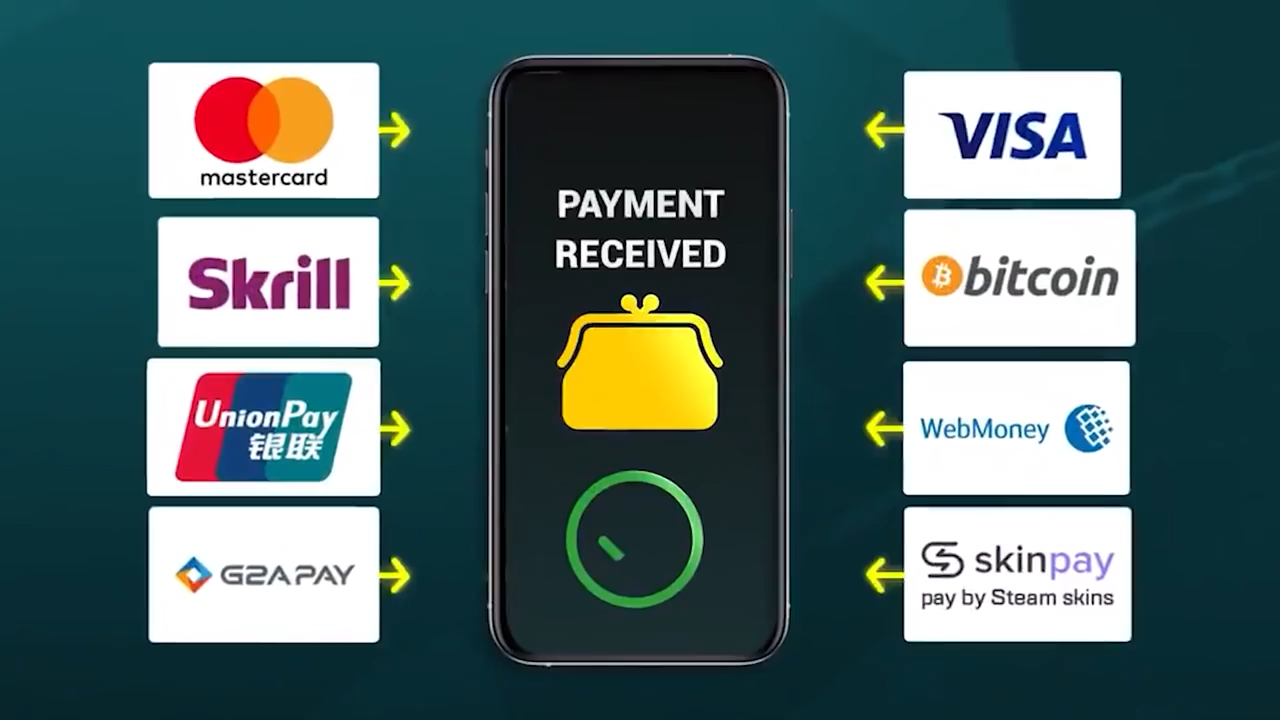 mastercard
Skrill
UnionPay
银联
G2A PAY
PAYMENT
RECEIVED
VISA
bitcoin
WebMoney
skinpay
pay by Steam skins